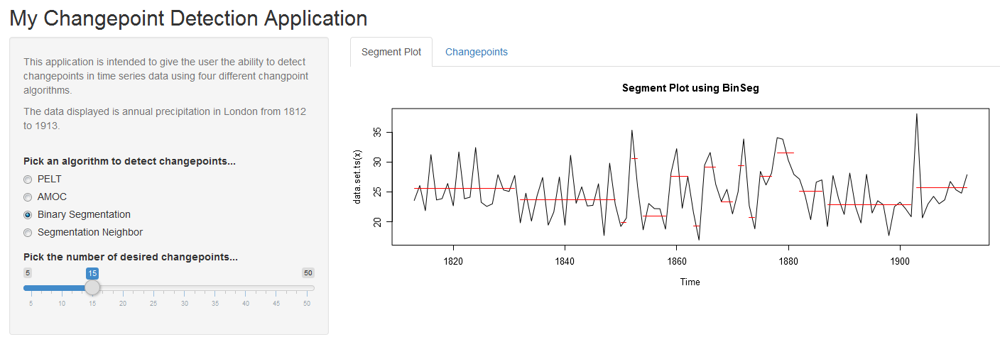 My Changepoint Detection Application
This application is intended to give the user the ability to detect
changepoints in time series data using four different changpoint
algorithms.
The data displayed is annual precipitation in London from 1812
to 1913.
Pick an algorithm to detect changepoints...
PELT
AMOC
Binary Segmentation
Segmentation Neighbor
Pick the number of desired changepoints...
5 15 50
5 10 15 20 25 30 35 40 45 50
Segment Plot Changepoints
Segment Plot using BinSeg
data.set.ts(x)
35
30
25
20
1820 1840 1860 1880 1900
Time